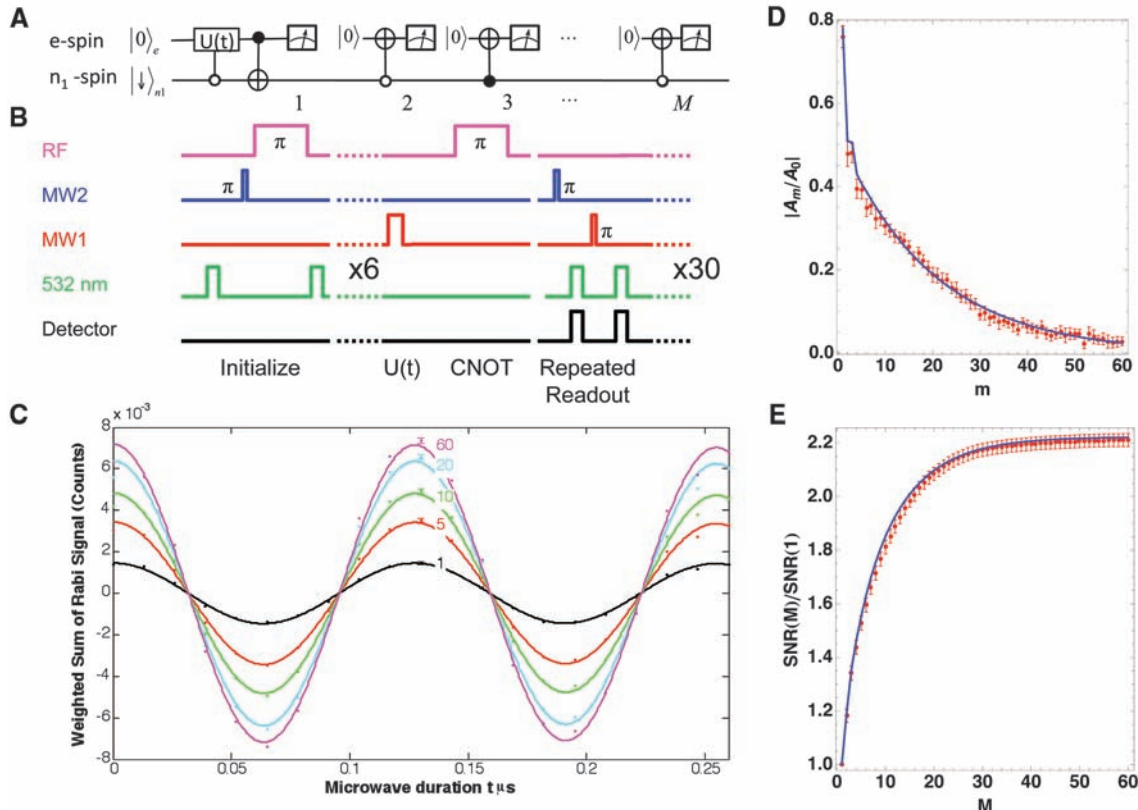 A
e-spin |0⟩e U(t) |0⟩ |0⟩ ... |0⟩
n1 -spin |↓⟩n1
1 2 3 ... M
B
RF π π
MW2 π π
MW1 π
532 nm x6 x30
Detector
Initialize U(t) CNOT Repeated
Readout
C
× 10⁻³
Weighted Sum of Rabi Signal (Counts)
8
6
4
2
0
-2
-4
-6
-8
60
20
10
5
1
0 0.05 0.1 0.15 0.2 0.25
Microwave duration t μs
D
|Am/A0|
0.8
0.6
0.4
0.2
0.0
0 10 20 30 40 50 60
m
E
SNR(M)/SNR(1)
2.2
2.0
1.8
1.6
1.4
1.2
1.0
0 10 20 30 40 50 60
M